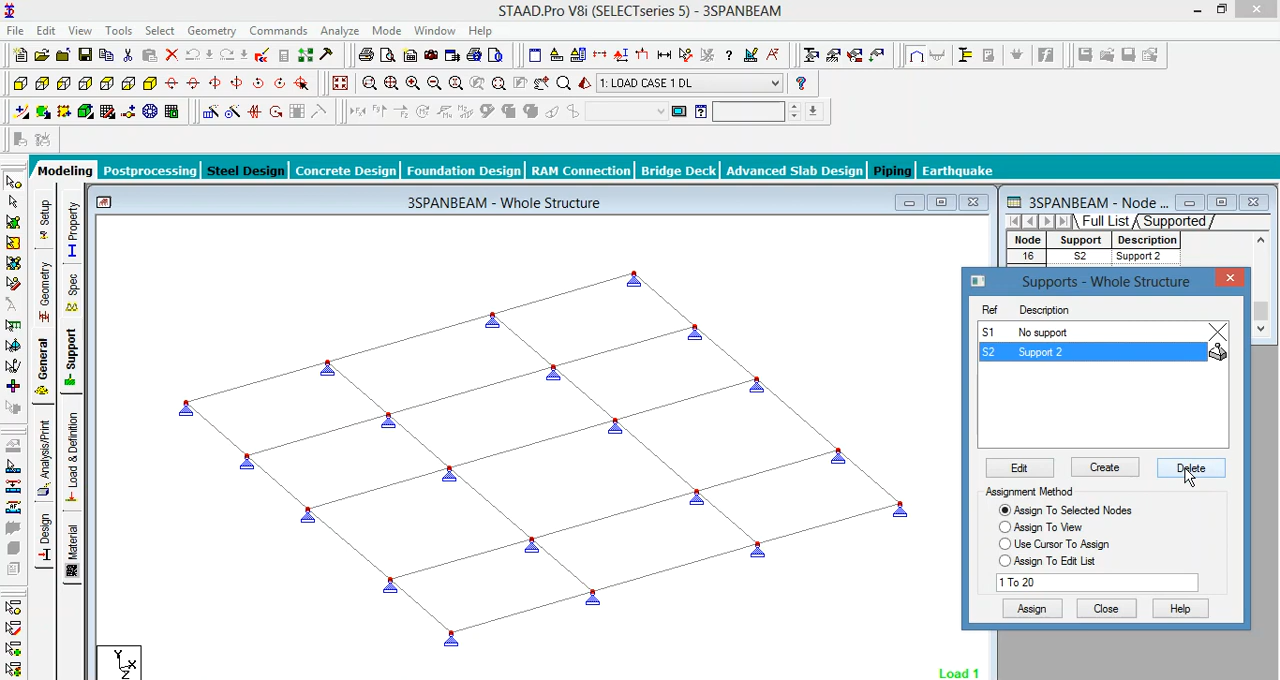 STAAD.Pro V8i (SELECTseries 5) - 3SPANBEAM
File Edit View Tools Select Geometry Commands Analyze Mode Window Help
1: LOAD CASE 1 DL
Modeling Postprocessing Steel Design Concrete Design Foundation Design RAM Connection Bridge Deck Advanced Slab Design Piping Earthquake
Setup
Geometry
General
Analysis/Print
Design
Property
Spec
Support
Load & Definition
Material
3SPANBEAM - Whole Structure
Load 1
Y
X
Z
3SPANBEAM - Node ...
Full List Supported
Node Support Description
16 S2 Support 2
Supports - Whole Structure
Ref Description
S1 No support
S2 Support 2
Edit Create Delete
Assignment Method
Assign To Selected Nodes
Assign To View
Use Cursor To Assign
Assign To Edit List
1 To 20
Assign Close Help